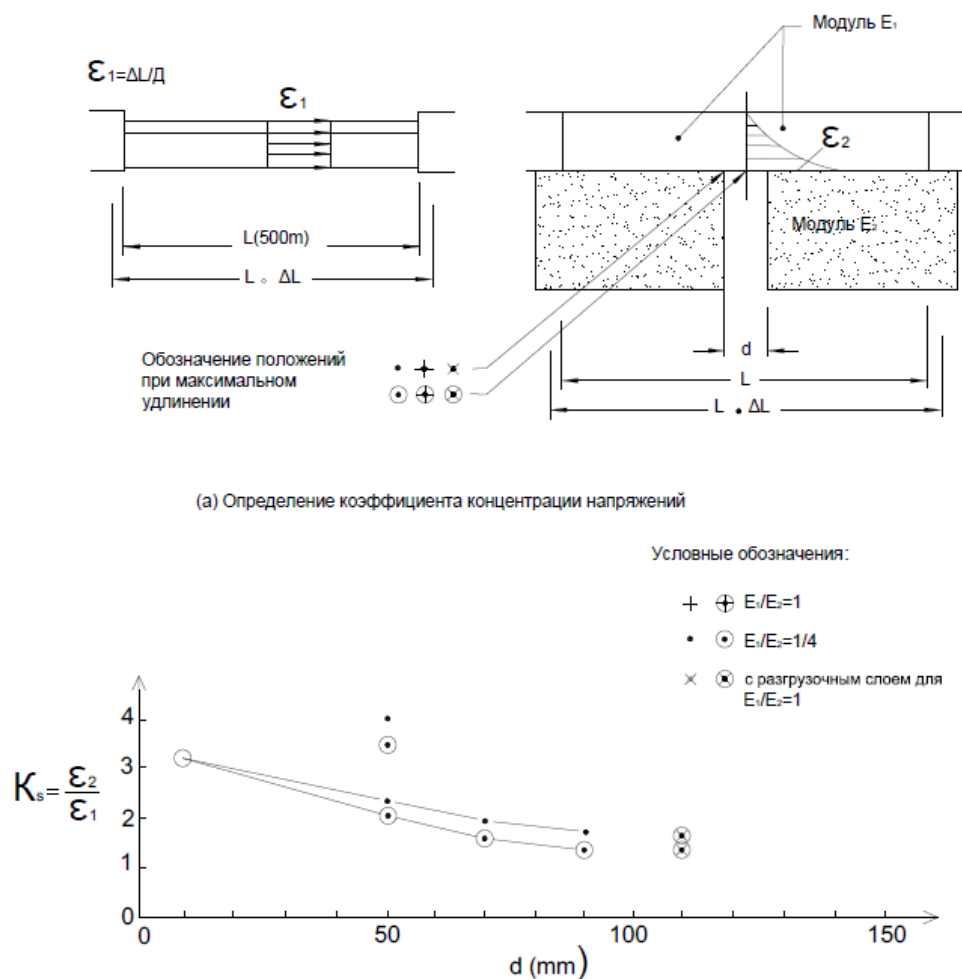 Модуль E₁
ε₁=ΔL/Д
ε₁
ε₂
Модуль E₂
L(500m)
L 。 ΔL
d
L
L • ΔL
Обозначение положений
при максимальном
удлинении
(а) Определение коэффициента концентрации напряжений
Условные обозначения:
E₁/E₂=1
E₁/E₂=1/4
с разгрузочным слоем для
E₁/E₂=1
4
3
Kₛ=ε₂/ε₁
2
1
0
0 50 100 150
d (mm)